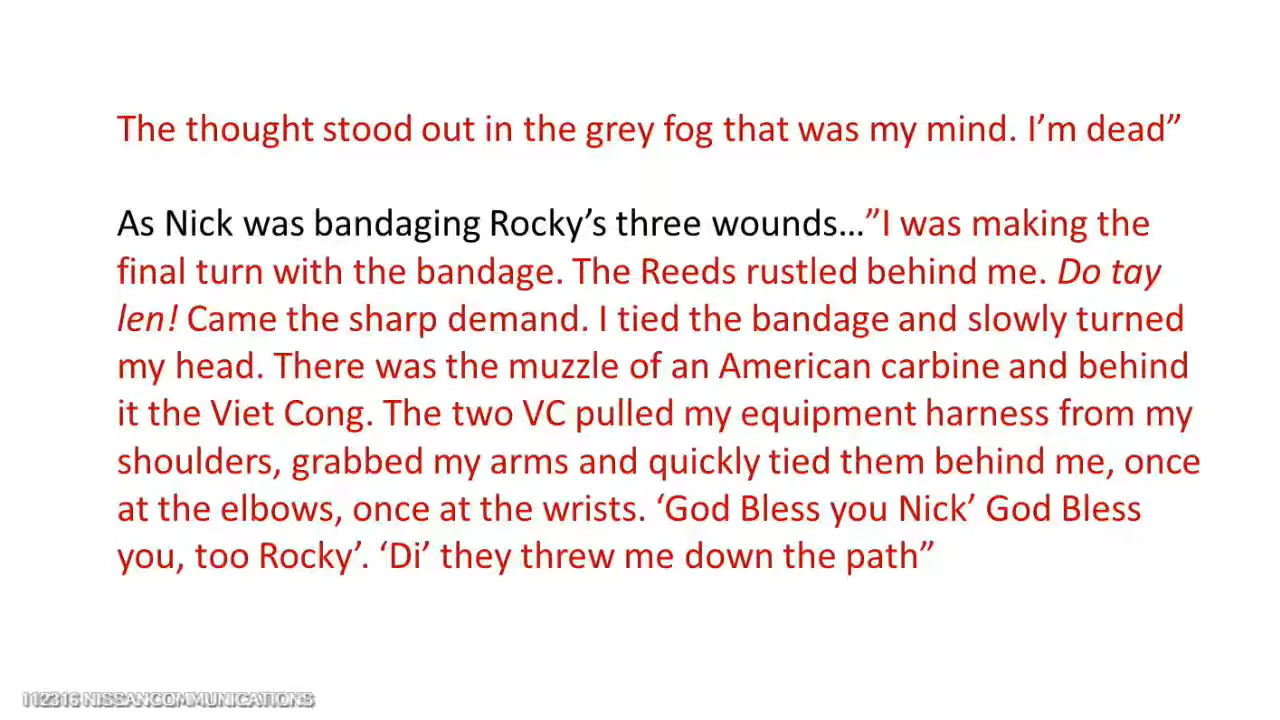 The thought stood out in the grey fog that was my mind. I’m dead”
As Nick was bandaging Rocky’s three wounds…”I was making the
final turn with the bandage. The Reeds rustled behind me. Do tay
len! Came the sharp demand. I tied the bandage and slowly turned
my head. There was the muzzle of an American carbine and behind
it the Viet Cong. The two VC pulled my equipment harness from my
shoulders, grabbed my arms and quickly tied them behind me, once
at the elbows, once at the wrists. ‘God Bless you Nick’ God Bless
you, too Rocky’. ‘Di’ they threw me down the path”
112316 NISSANCOMMUNICATIONS